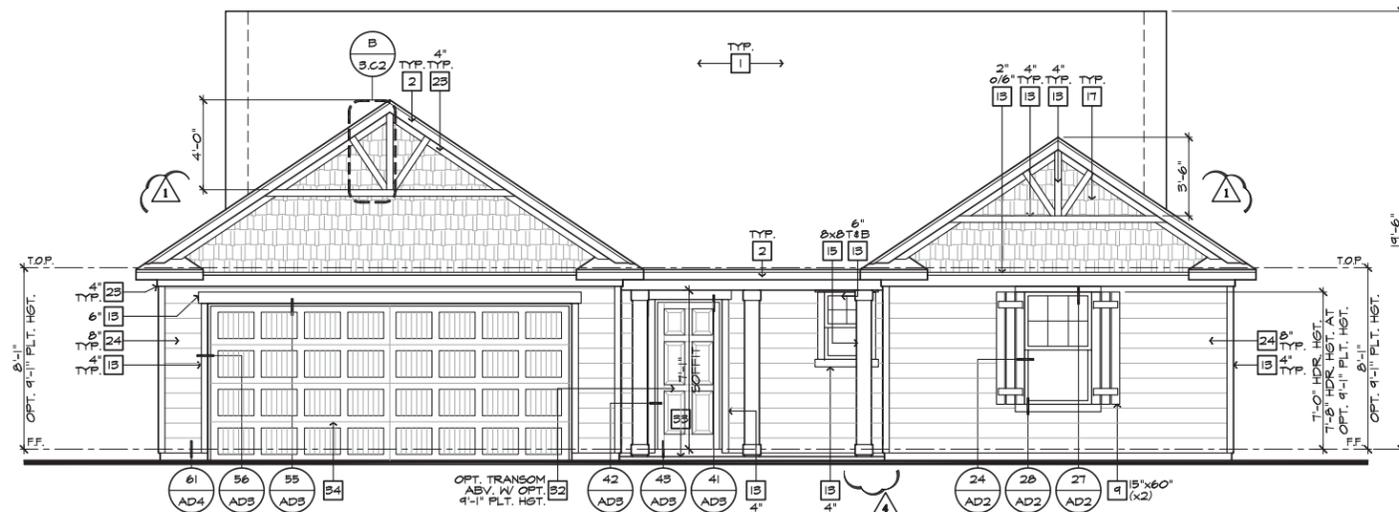 B
3.C2
TYP.
2
4"
TYP.
23
TYP.
1
2"
o/6"
13
4"
TYP.
13
4"
TYP.
13
TYP.
17
4'-0"
3'-6"
19'-6"
1
1
TYP.
2
8x8
15
6"
T&B
13
T.O.P.
T.O.P.
4"
TYP.
23
6"
13
8"
TYP.
24
4"
TYP.
13
8'-1"
OPT. 9'-1" PLT. HGT.
7'-1"
SOFFIT
33
24
8"
TYP.
13
4"
TYP.
7'-0" HDR. HGT.
7'-8" HDR. HGT. AT
OPT. 9'-1" PLT. HGT.
8'-1"
OPT. 9'-1" PLT. HGT.
F.F.
F.F.
61
AD4
56
AD3
55
AD3
34
OPT. TRANSOM
ABV. W/ OPT.
9'-1" PLT. HGT.
32
42
AD3
43
AD3
41
AD3
13
4"
13
4"
4
24
AD2
28
AD2
27
AD2
9
15"x60"
(x2)